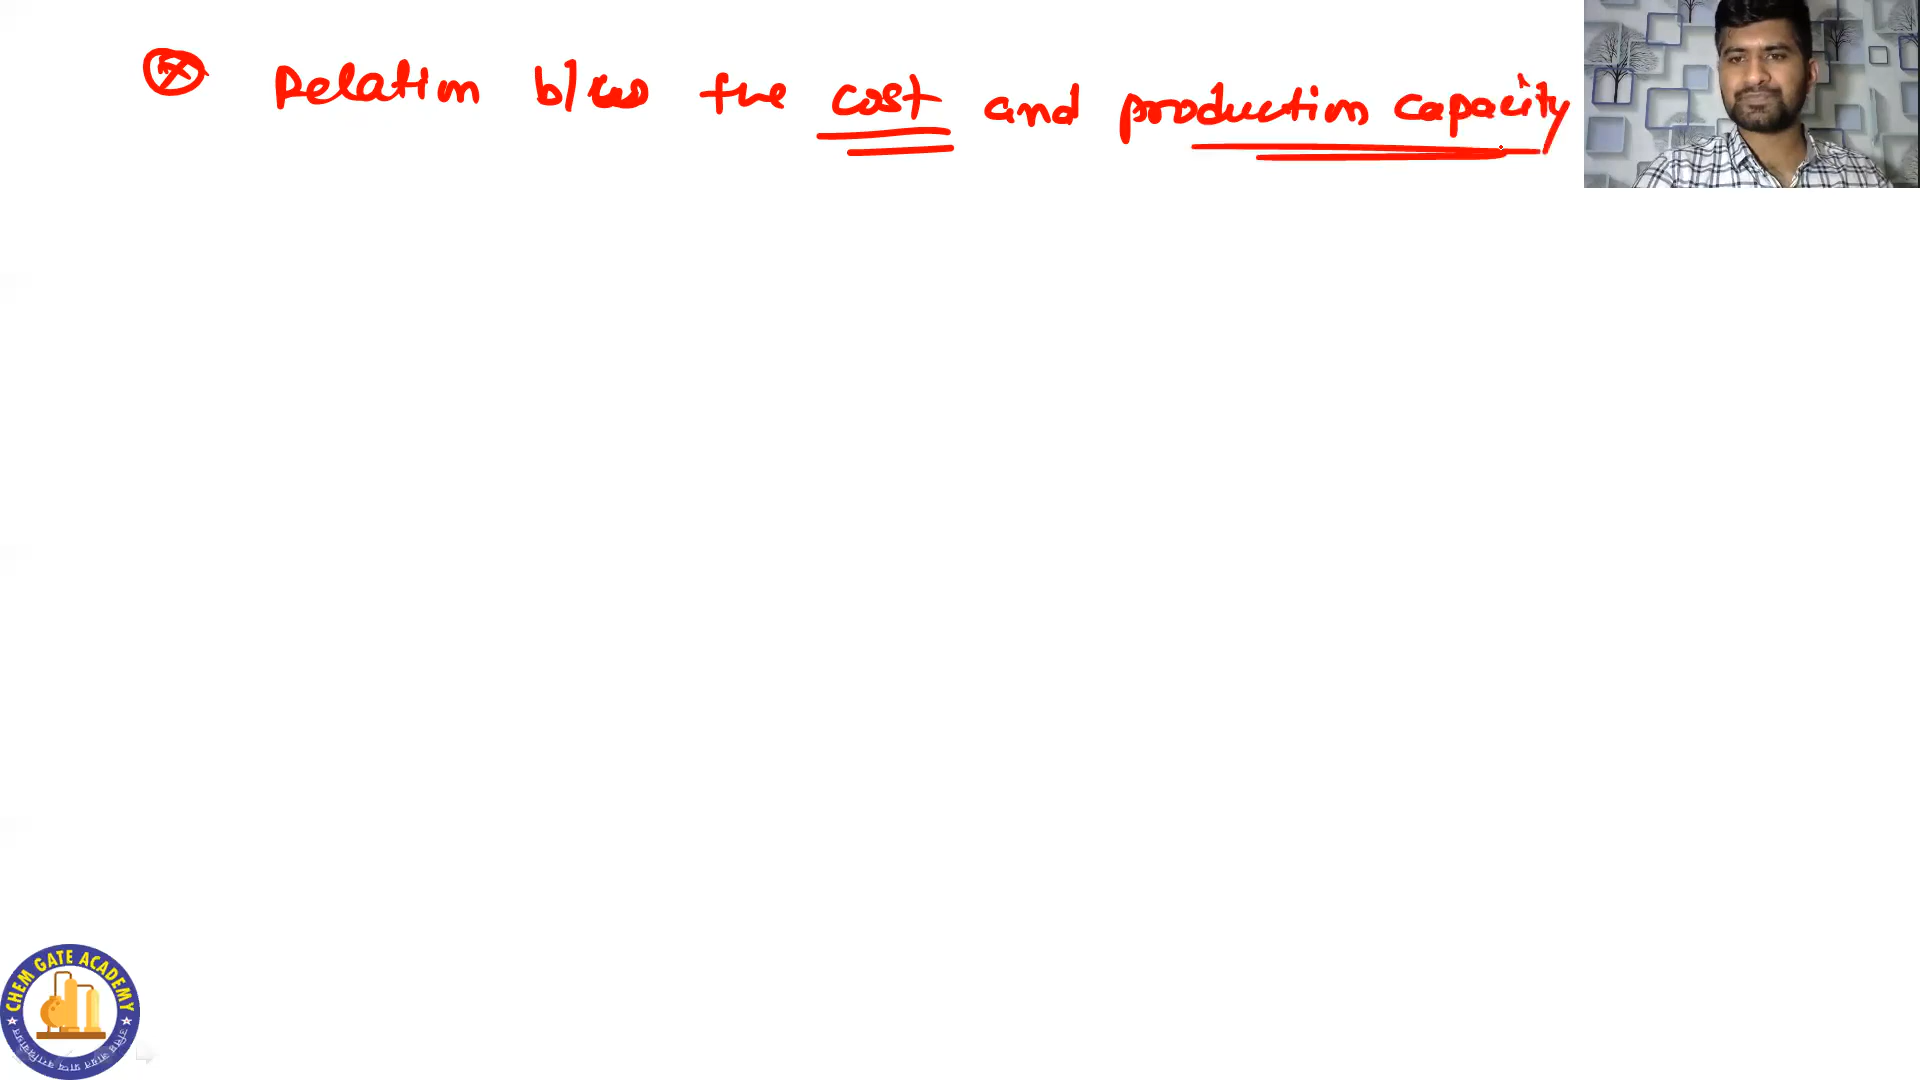 Relation b/w the cost and production capacity
CHEM GATE ACADEMY